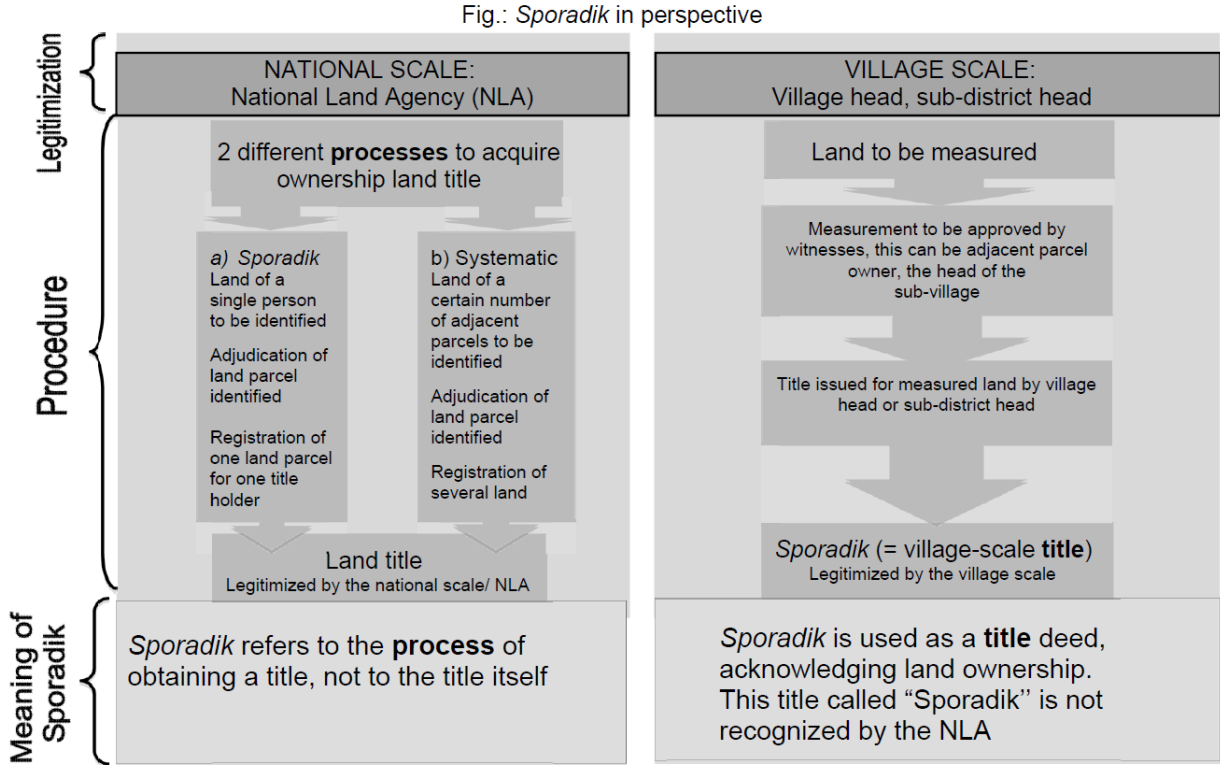 Fig.: Sporadik in perspective
Legitimization
NATIONAL SCALE:
National Land Agency (NLA)
VILLAGE SCALE:
Village head, sub-district head
Procedure
2 different processes to acquire
ownership land title
a) Sporadik
Land of a
single person
to be identified
Adjudication of
land parcel
identified
Registration of
one land parcel
for one title
holder
b) Systematic
Land of a
certain number
of adjacent
parcels to be
identified
Adjudication of
land parcel
identified
Registration of
several land
Land title
Legitimized by the national scale/ NLA
Land to be measured
Measurement to be approved by
witnesses, this can be adjacent parcel
owner, the head of the
sub-village
Title issued for measured land by village
head or sub-district head
Sporadik (= village-scale title)
Legitimized by the village scale
Meaning of
Sporadik
Sporadik refers to the process of
obtaining a title, not to the title itself
Sporadik is used as a title deed,
acknowledging land ownership.
This title called “Sporadik’’ is not
recognized by the NLA